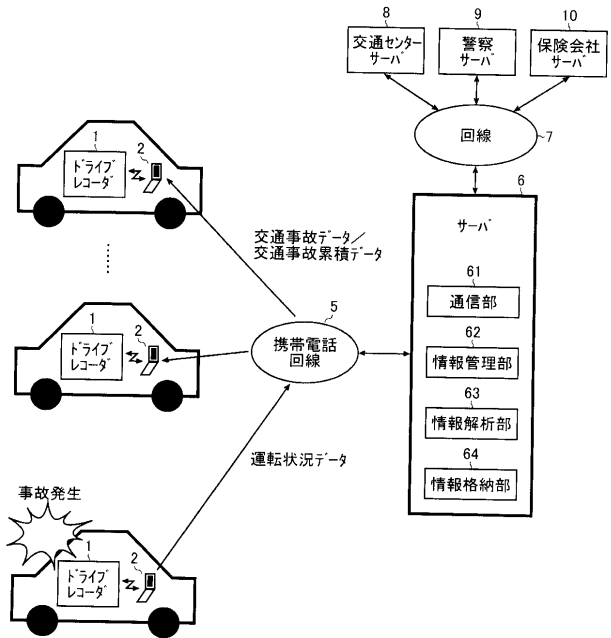 8
交通センター
サーバ
9
警察
サーバ
10
保険会社
サーバ
回線
7
6
サーバ
61
通信部
62
情報管理部
63
情報解析部
64
情報格納部
1
ドライブ
レコーダ
2
交通事故データ/
交通事故累積データ
5
携帯電話
回線
1
ドライブ
レコーダ
2
運転状況データ
事故発生
1
ドライブ
レコーダ
2